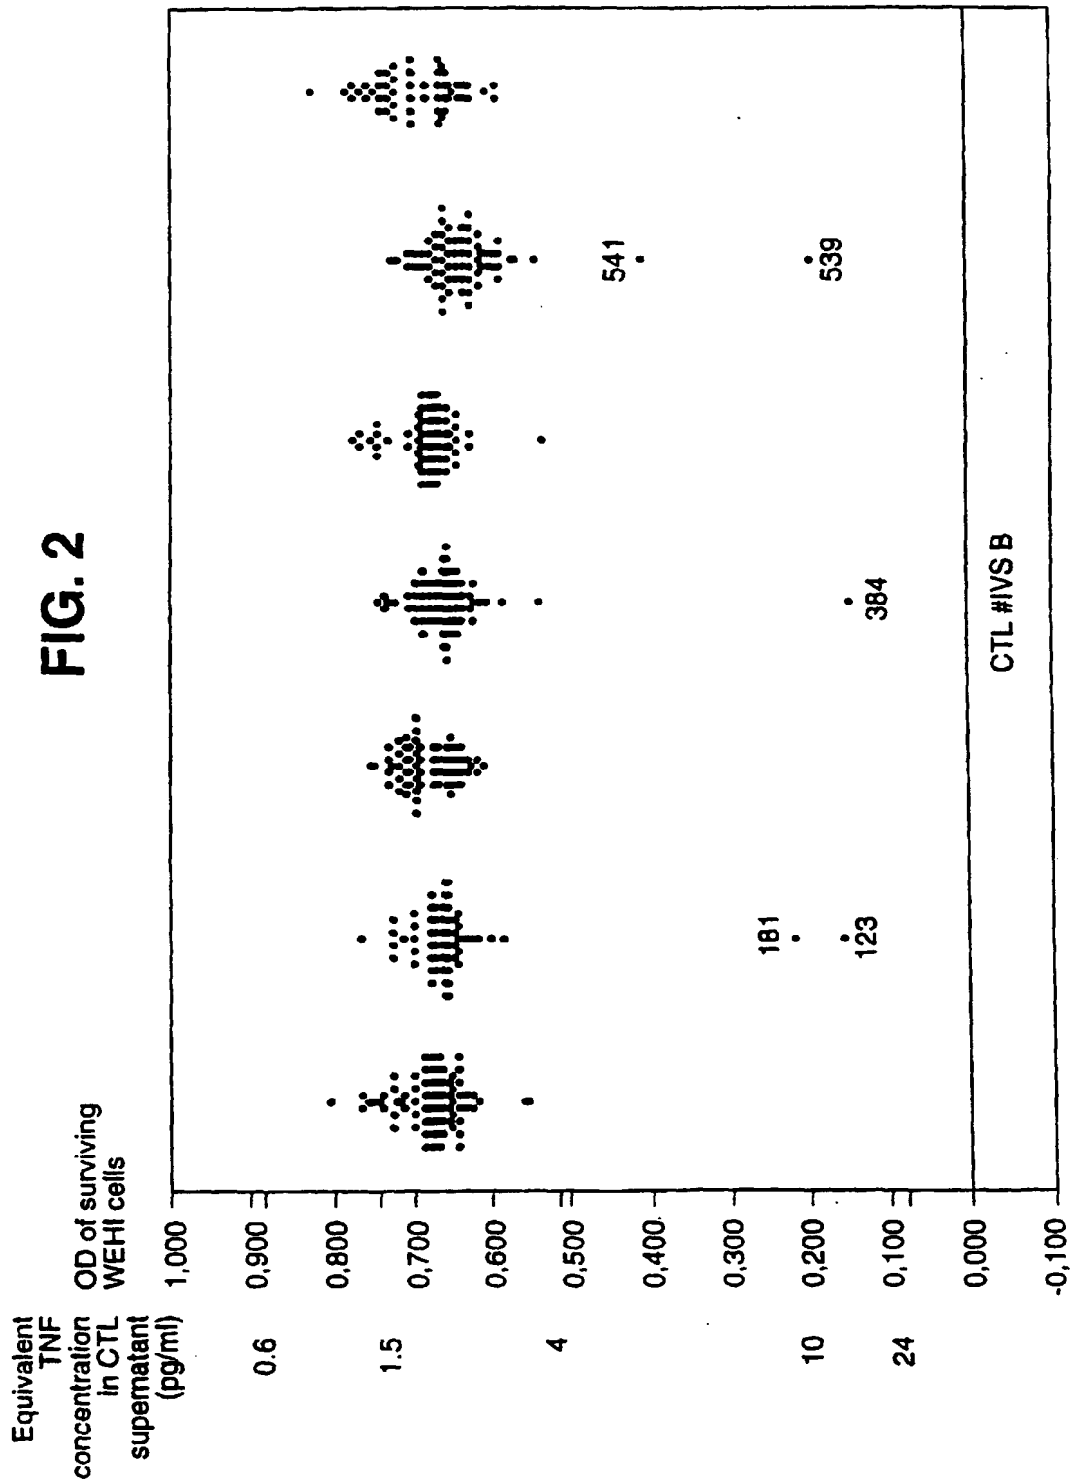 FIG. 2
Equivalent
TNF
concentration
in CTL
supernatant
(pg/ml)
OD of surviving
WEHI cells
1,000
0,900
0,800
0,700
0,600
0,500
0,400
0,300
0,200
0,100
0,000
-0,100
0.6
1.5
4
10
24
181
123
384
541
539
CTL #IVS B